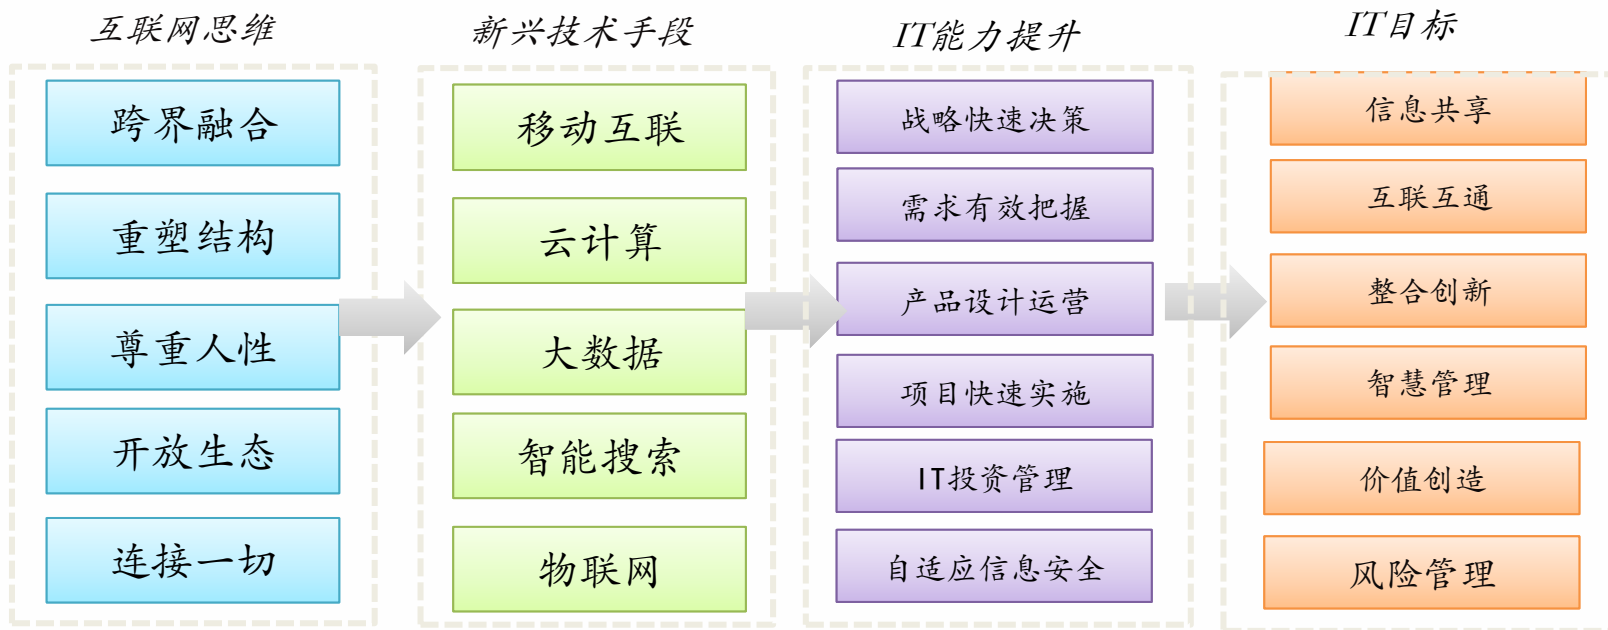 互联网思维
跨界融合
重塑结构
尊重人性
开放生态
连接一切
新兴技术手段
移动互联
云计算
大数据
智能搜索
物联网
IT能力提升
战略快速决策
需求有效把握
产品设计运营
项目快速实施
IT投资管理
自适应信息安全
IT目标
信息共享
互联互通
整合创新
智慧管理
价值创造
风险管理